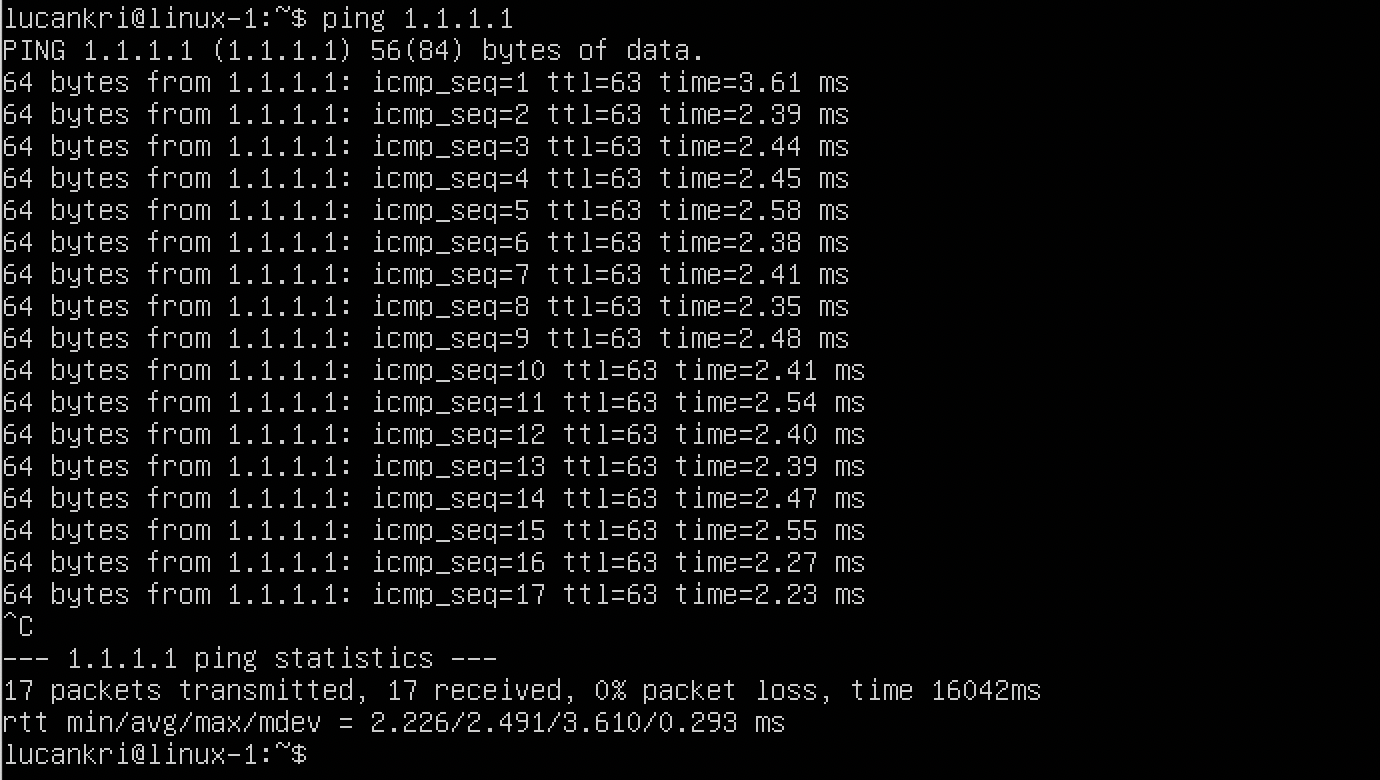 lucankri@linux-1:~$ ping 1.1.1.1
PING 1.1.1.1 (1.1.1.1) 56(84) bytes of data.
64 bytes from 1.1.1.1: icmp_seq=1 ttl=63 time=3.61 ms
64 bytes from 1.1.1.1: icmp_seq=2 ttl=63 time=2.39 ms
64 bytes from 1.1.1.1: icmp_seq=3 ttl=63 time=2.44 ms
64 bytes from 1.1.1.1: icmp_seq=4 ttl=63 time=2.45 ms
64 bytes from 1.1.1.1: icmp_seq=5 ttl=63 time=2.58 ms
64 bytes from 1.1.1.1: icmp_seq=6 ttl=63 time=2.38 ms
64 bytes from 1.1.1.1: icmp_seq=7 ttl=63 time=2.41 ms
64 bytes from 1.1.1.1: icmp_seq=8 ttl=63 time=2.35 ms
64 bytes from 1.1.1.1: icmp_seq=9 ttl=63 time=2.48 ms
64 bytes from 1.1.1.1: icmp_seq=10 ttl=63 time=2.41 ms
64 bytes from 1.1.1.1: icmp_seq=11 ttl=63 time=2.54 ms
64 bytes from 1.1.1.1: icmp_seq=12 ttl=63 time=2.40 ms
64 bytes from 1.1.1.1: icmp_seq=13 ttl=63 time=2.39 ms
64 bytes from 1.1.1.1: icmp_seq=14 ttl=63 time=2.47 ms
64 bytes from 1.1.1.1: icmp_seq=15 ttl=63 time=2.55 ms
64 bytes from 1.1.1.1: icmp_seq=16 ttl=63 time=2.27 ms
64 bytes from 1.1.1.1: icmp_seq=17 ttl=63 time=2.23 ms
^C
--- 1.1.1.1 ping statistics ---
17 packets transmitted, 17 received, 0% packet loss, time 16042ms
rtt min/avg/max/mdev = 2.226/2.491/3.610/0.293 ms
lucankri@linux-1:~$